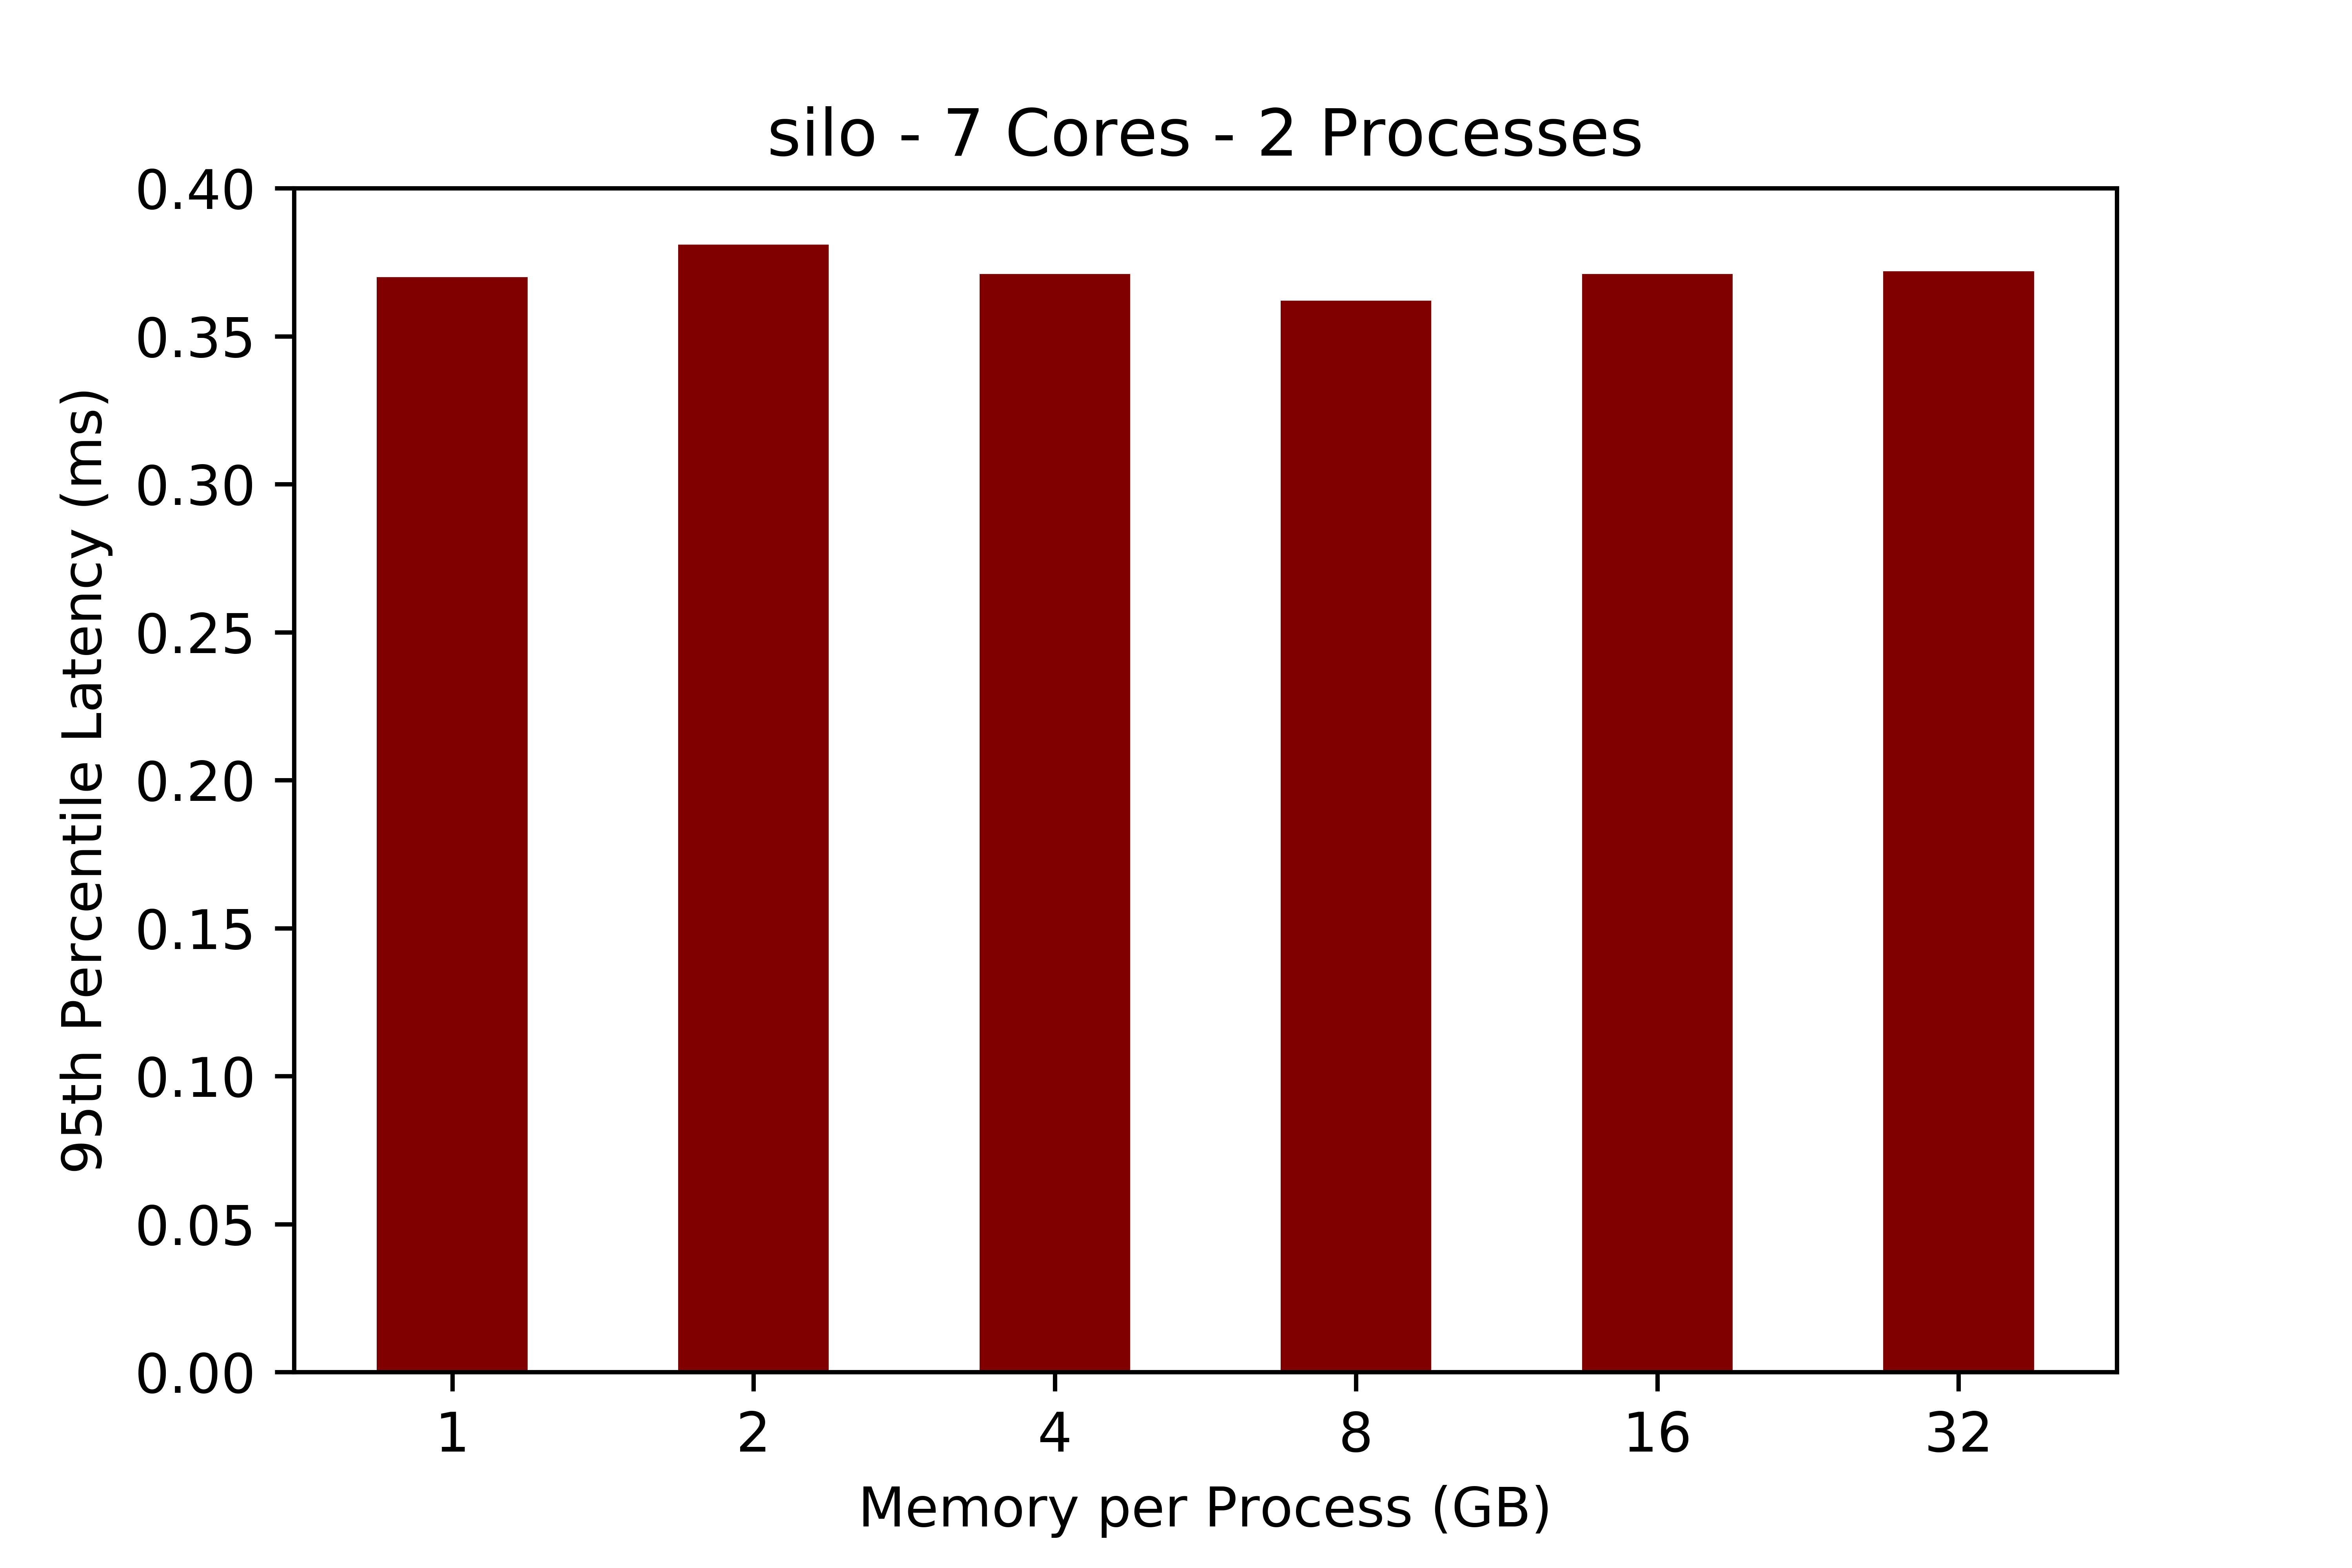 silo - 7 Cores - 2 Processes
95th Percentile Latency (ms)
0.40
0.35
0.30
0.25
0.20
0.15
0.10
0.05
0.00
1 2 4 8 16 32
Memory per Process (GB)